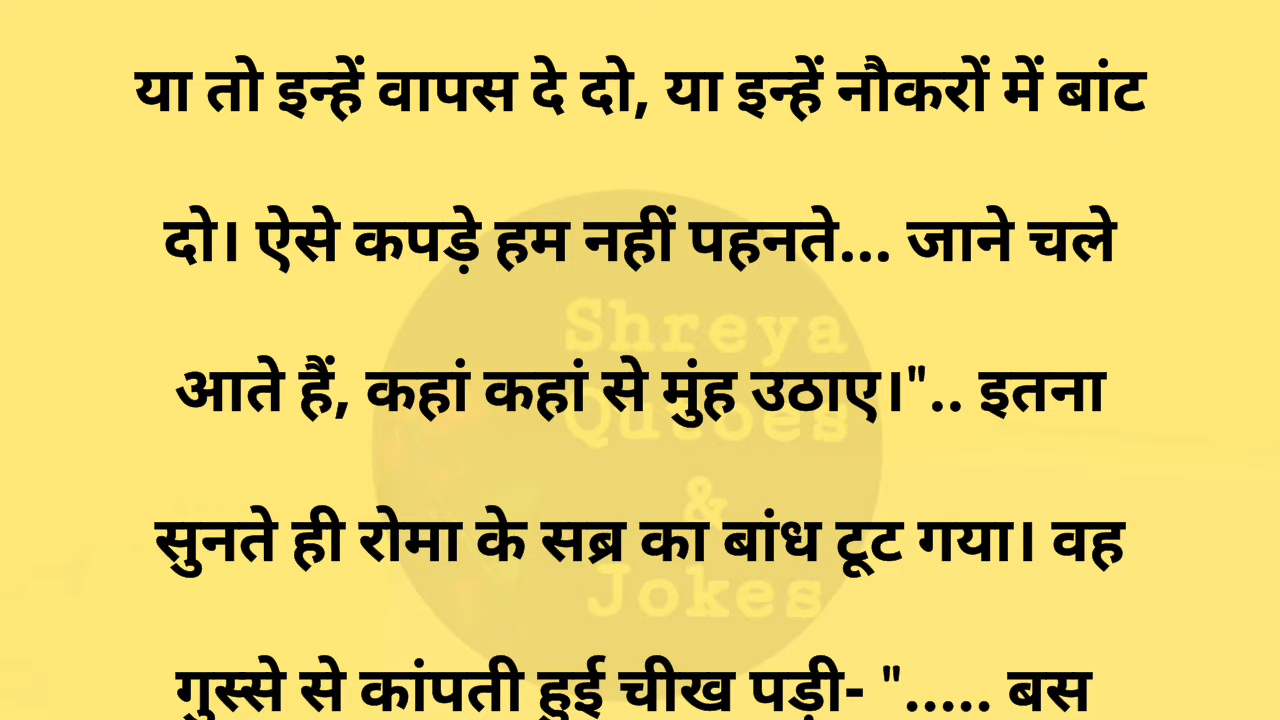 या तो इन्हें वापस दे दो, या इन्हें नौकरों में बांट
दो। ऐसे कपड़े हम नहीं पहनते... जाने चले
Shreya
आते हैं, कहां कहां से मुंह उठाए।".. इतना
Qutoes
&
सुनते ही रोमा के सब्र का बांध टूट गया। वह
Jokes
गुस्से से कांपती हुई चीख पड़ी- "..... बस